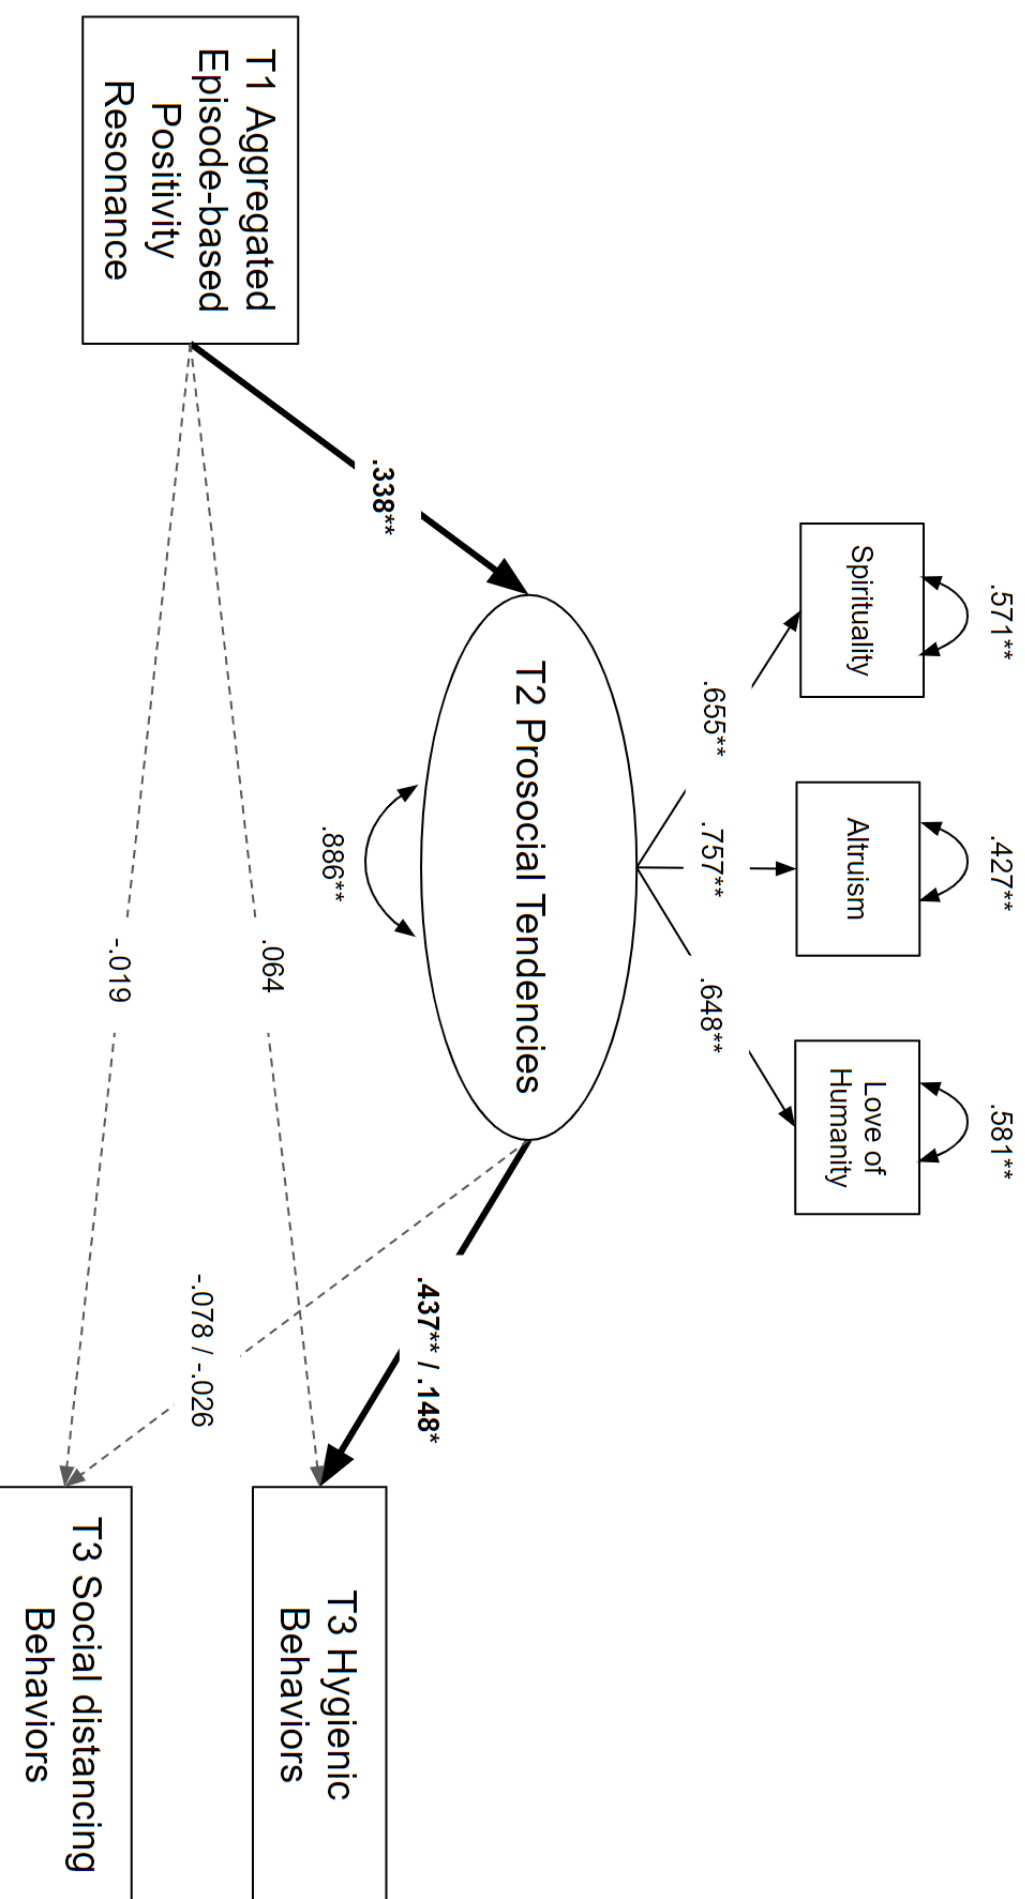 .571**
.427**
.581**
Spirituality
Altruism
Love of
Humanity
.655**
.757**
.648**
T2 Prosocial Tendencies
.338**
.886**
.437** / .148*
T1 Aggregated
Episode-based
Positivity
Resonance
.064
-.019
-.078 / -.026
T3 Hygienic
Behaviors
T3 Social distancing
Behaviors